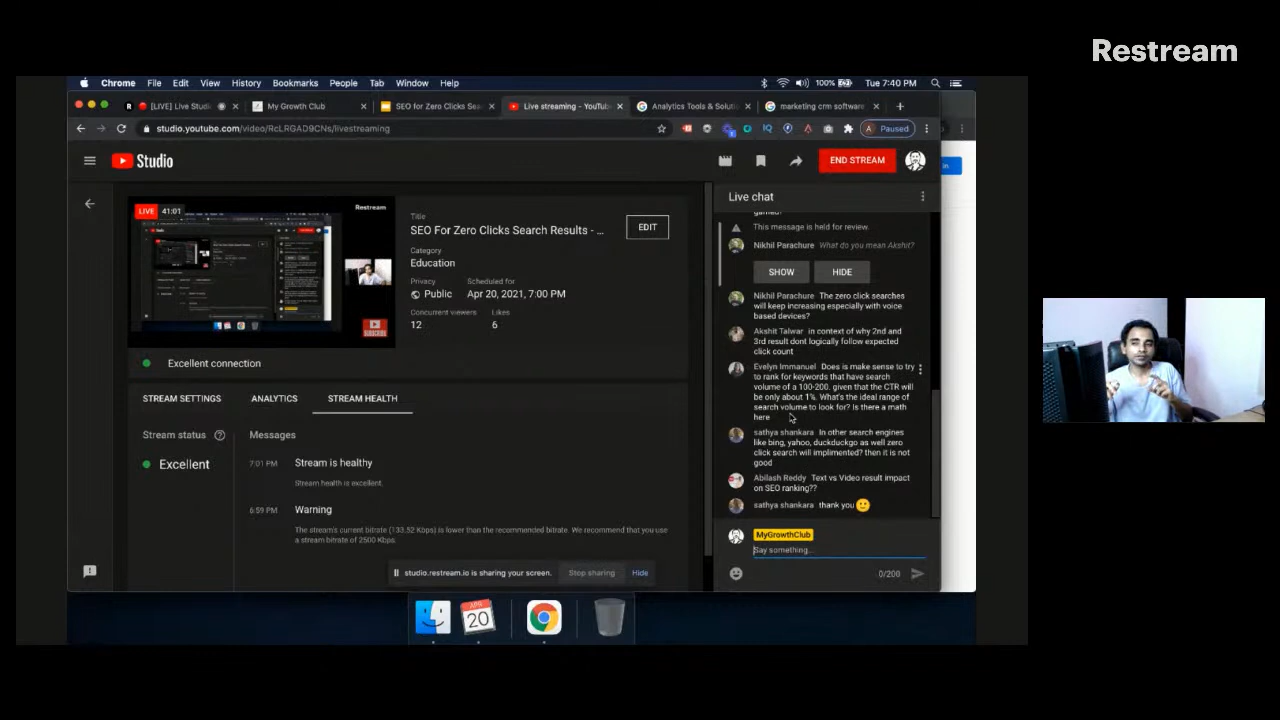 Restream
Chrome File Edit View History Bookmarks People Tab Window Help
100% Tue 7:40 PM
[LIVE] Live Studi
My Growth Club
SEO for Zero Clicks Sea
Live streaming - YouTub
Analytics Tools & Soluti
marketing crm software
studio.youtube.com/video/RcLRGAD9CNs/livestreaming
Paused
Studio
END STREAM
LIVE 41:01
Restream
Title
SEO For Zero Clicks Search Results - ...
EDIT
Category
Education
Privacy
Public
Scheduled for
Apr 20, 2021, 7:00 PM
Concurrent viewers
12
Likes
6
Excellent connection
STREAM SETTINGS
ANALYTICS
STREAM HEALTH
Stream status
Excellent
Messages
7:01 PM Stream is healthy
Stream health is excellent.
6:59 PM Warning
The stream's current bitrate (133.52 Kbps) is lower than the recommended bitrate. We recommend that you use
a stream bitrate of 2500 Kbps.
studio.restream.io is sharing your screen.
Stop sharing
Hide
Live chat
This message is held for review.
Nikhil Parachure What do you mean Akshit?
SHOW
HIDE
Nikhil Parachure The zero click searches
will keep increasing especially with voice
based devices?
Akshit Talwar in context of why 2nd and
3rd result dont logically follow expected
click count
Evelyn Immanuel Does is make sense to try
to rank for keywords that have search
volume of a 100-200. given that the CTR will
be only about 1%. What's the ideal range of
search volume to look for? Is there a math
here
sathya shankara In other search engines
like bing, yahoo, duckduckgo as well zero
click search will implimented? then it is not
good
Abilash Reddy Text vs Video result impact
on SEO ranking??
sathya shankara thank you
MyGrowthClub
Say something...
0/200
APR
20